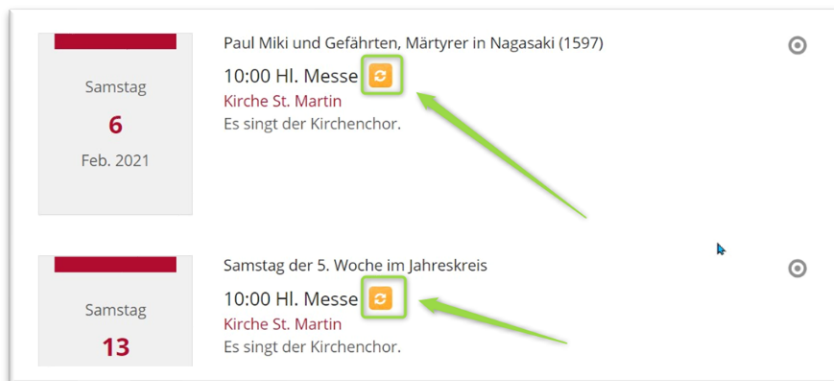 Paul Miki und Gefährten, Märtyrer in Nagasaki (1597)
Samstag
6
Feb. 2021
10:00 Hl. Messe
Kirche St. Martin
Es singt der Kirchenchor.
Samstag der 5. Woche im Jahreskreis
Samstag
13
10:00 Hl. Messe
Kirche St. Martin
Es singt der Kirchenchor.